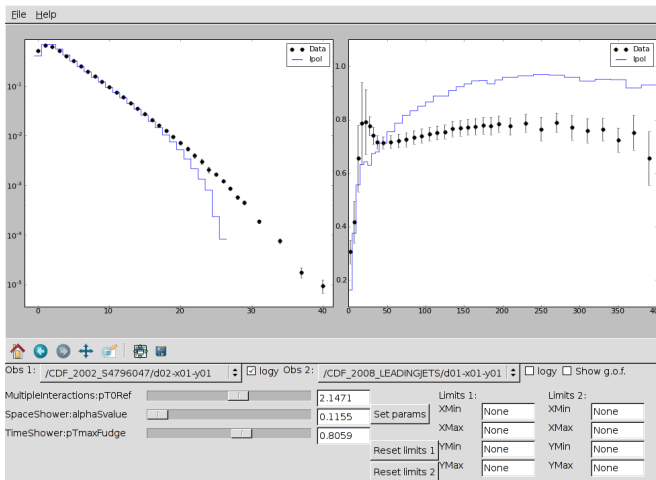 File Help
Data
Ipol
10^-1
10^-2
10^-3
10^-4
10^-5
0 10 20 30 40
Data
Ipol
1.0
0.8
0.6
0.4
0.2
0 50 100 150 200 250 300 350 40
Obs 1: /CDF_2002_S4796047/d02-x01-y01 logy Obs 2: /CDF_2008_LEADINGJETS/d01-x01-y01 logy Show g.o.f.
MultipleInteractions:pT0Ref 2.1471
SpaceShower:alphaSvalue 0.1155
TimeShower:pTmaxFudge 0.8059
Set params
Reset limits 1
Reset limits 2
Limits 1:
XMin None
XMax None
YMin None
YMax None
Limits 2:
XMin None
XMax None
YMin None
YMax None